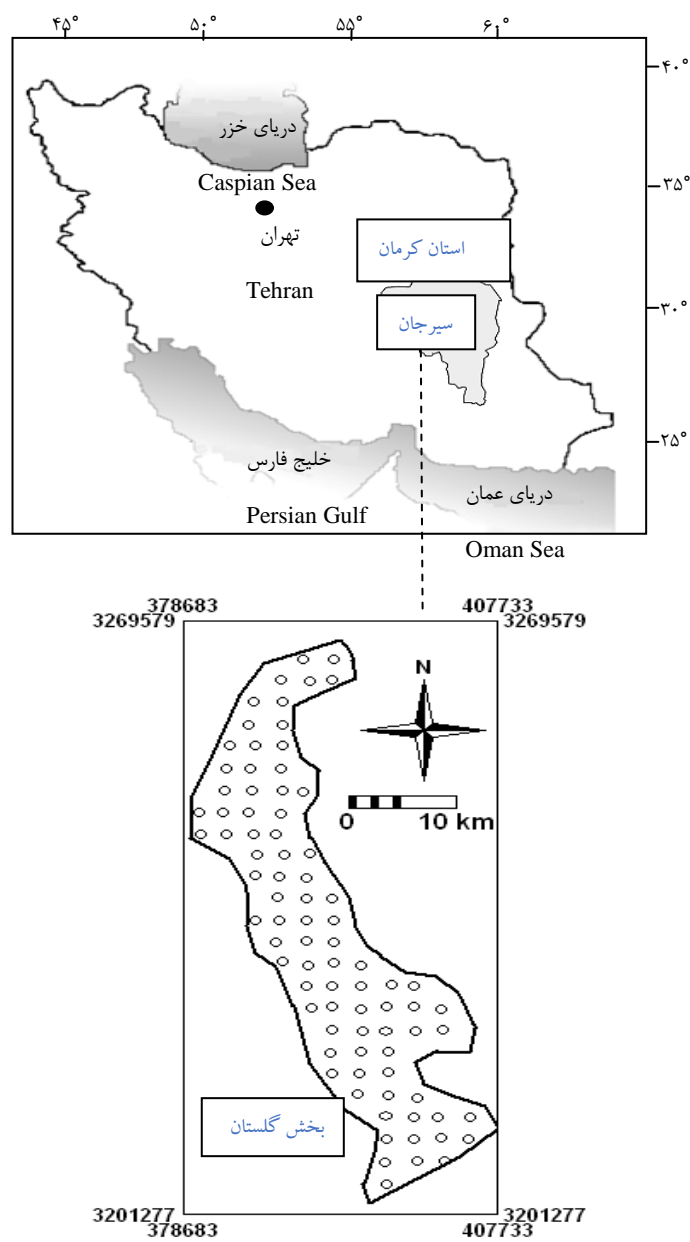 ۴۵° ۵۰° ۵۵° ۶۰°
۴۰°
دریای خزر
Caspian Sea
۳۵°
تهران
استان کرمان
Tehran
۳۰°
سیرجان
۲۵°
خلیج فارس
دریای عمان
Persian Gulf
Oman Sea
378683 407733
3269579 3269579
N
0 10 km
بخش گلستان
3201277 3201277
378683 407733